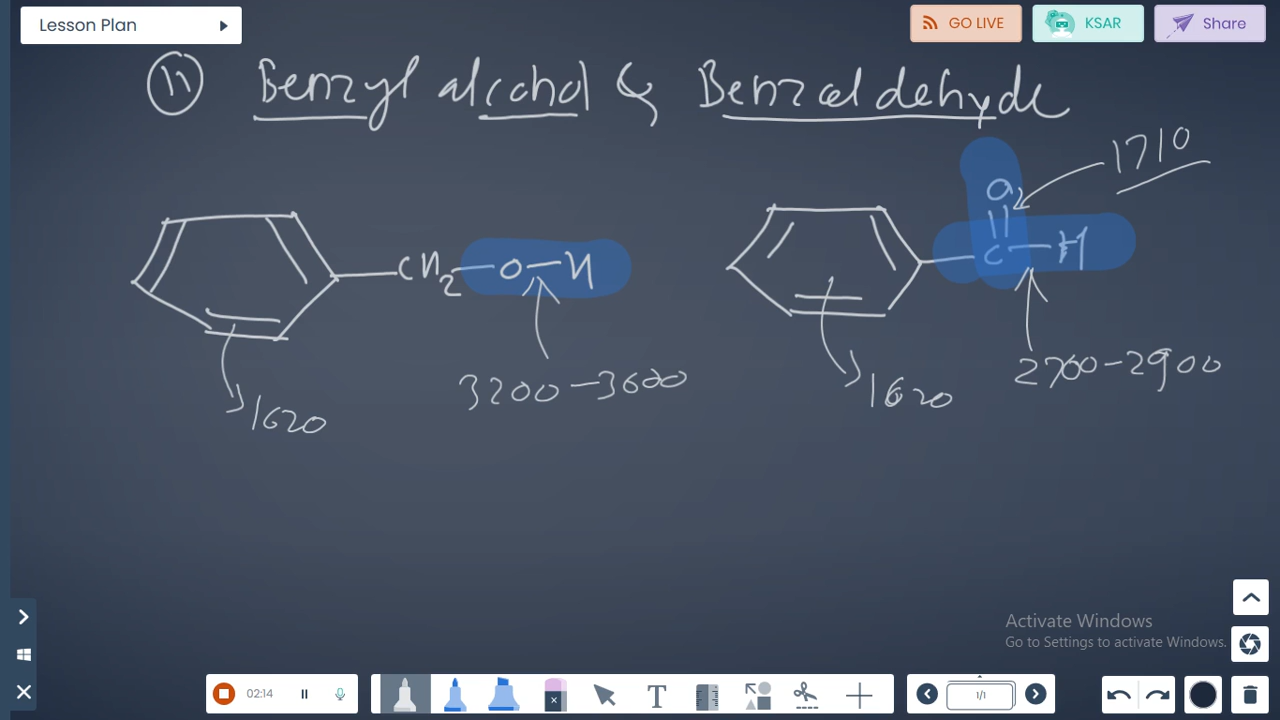 Lesson Plan
GO LIVE
KSAR
Share
11 Benzyl alcohol & Benzaldehyde
1710
O
CH2-O-H
C-H
3200-3600
2700-2900
1620
1620
Activate Windows
Go to Settings to activate Windows.
02:14
T
1/1